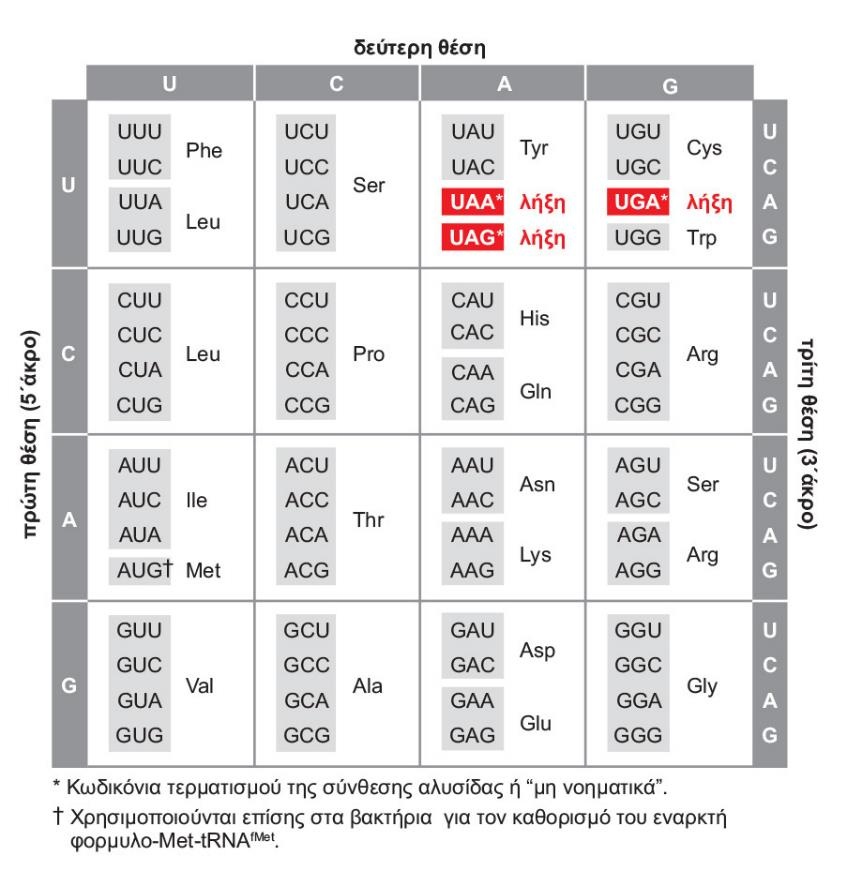 δεύτερη θέση
U C A G
πρώτη θέση (5΄άκρο)
τρίτη θέση (3΄άκρο)
U
UUU Phe UCU Ser UAU Tyr UGU Cys U
UUC UCC UAC UGC C
UUA Leu UCA UAA* λήξη UGA* λήξη A
UUG UCG UAG* λήξη UGG Trp G
C
CUU Leu CCU Pro CAU His CGU Arg U
CUC CCC CAC CGC C
CUA CCA CAA Gln CGA A
CUG CCG CAG CGG G
A
AUU Ile ACU Thr AAU Asn AGU Ser U
AUC ACC AAC AGC C
AUA ACA AAA Lys AGA Arg A
AUG† Met ACG AAG AGG G
G
GUU Val GCU Ala GAU Asp GGU Gly U
GUC GCC GAC GGC C
GUA GCA GAA Glu GGA A
GUG GCG GAG GGG G
* Κωδικόνια τερματισμού της σύνθεσης αλυσίδας ή “μη νοηματικά”.
† Χρησιμοποιούνται επίσης στα βακτήρια για τον καθορισμό του εναρκτή
φορμυλο-Met-tRNAfMet.